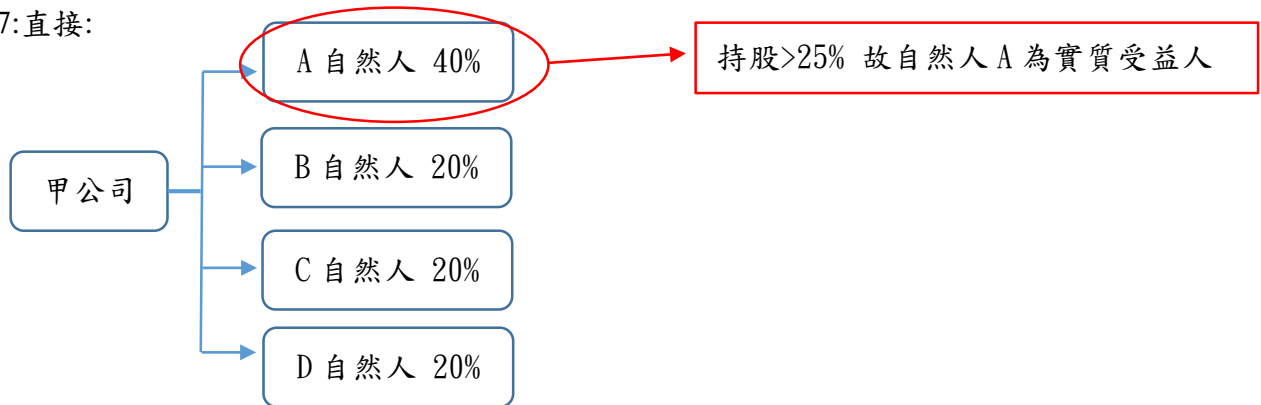 7:直接:
A 自然人 40%
持股>25% 故自然人 A 為實質受益人
B 自然人 20%
甲公司
C 自然人 20%
D 自然人 20%